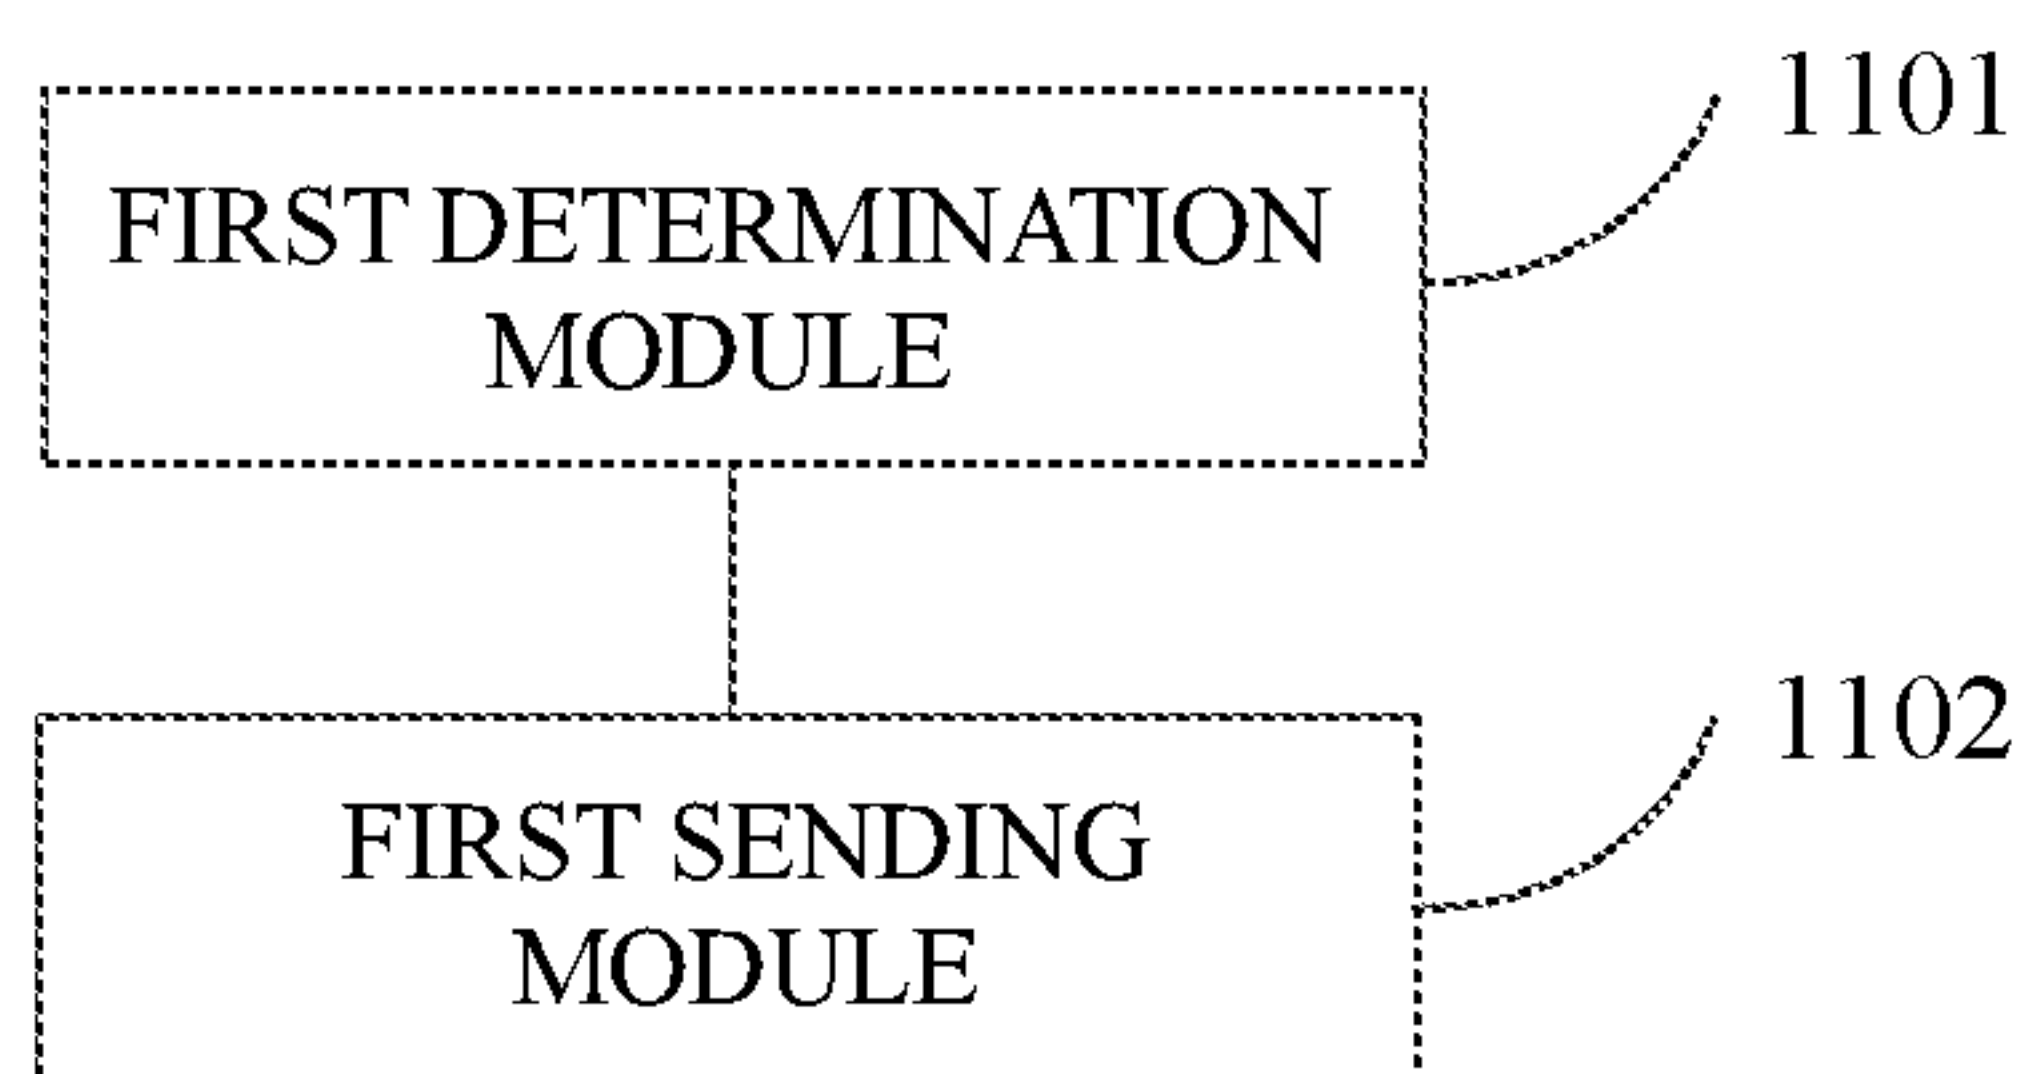 1101
FIRST DETERMINATION
MODULE
1102
FIRST SENDING
MODULE